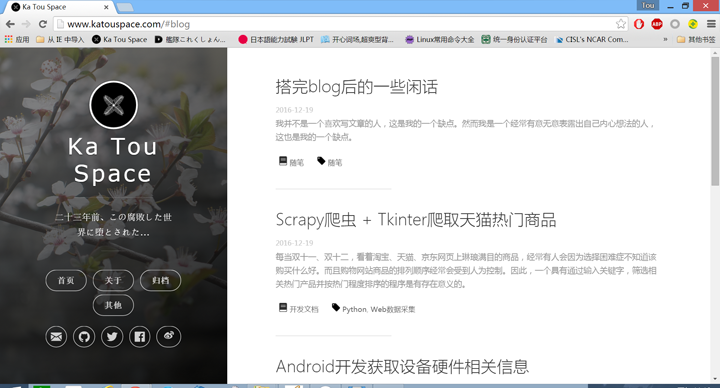 Ka Tou Space
Tou
www.katouspace.com/#blog
应用 从 IE 中导入 Ka Tou Space 艦隊これくしょん 日本語能力試験 JLPT 开心词场,超爽型背... Linux常用命令大全 统一身份认证平台 CISL's NCAR Com... » 其他书签
Ka Tou
Space
二十三年前、この腐敗した世
界に堕とされた...
首页 关于 归档
其他
搭完blog后的一些闲话
2016-12-19
我并不是一个喜欢写文章的人，这是我的一个缺点。然而我是一个经常有意无意表露出自己内心想法的人，
这也是我的一个缺点。
随笔 随笔
Scrapy爬虫 + Tkinter爬取天猫热门商品
2016-12-19
每当双十一、双十二，看着淘宝、天猫、京东网页上琳琅满目的商品，经常有人会因为选择困难症不知道该
购买什么好。而且购物网站商品的排列顺序经常会受到人为控制。因此，一个具有通过输入关键字，筛选相
关热门产品并按热门程度排序的程序是有存在意义的。
开发文档 Python, Web数据采集
Android开发获取设备硬件相关信息